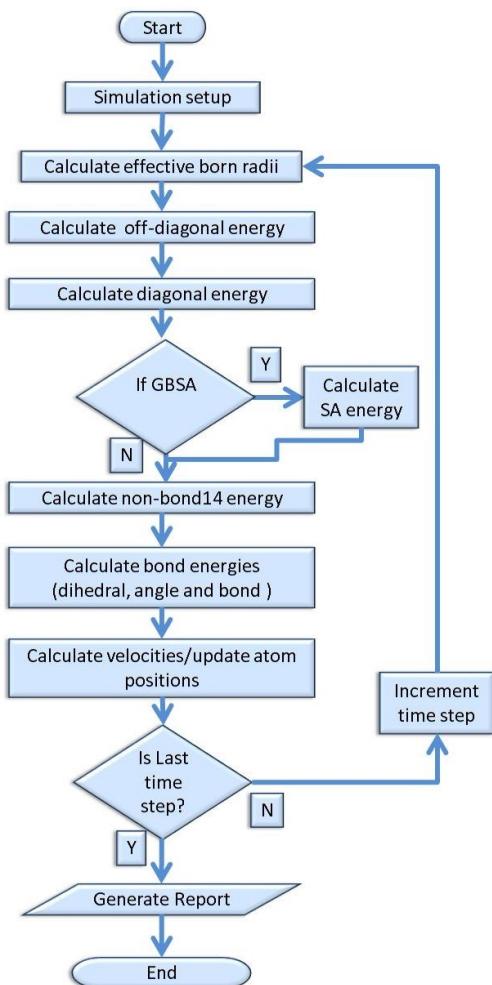 Start
Simulation setup
Calculate effective born radii
Calculate off-diagonal energy
Calculate diagonal energy
If GBSA
Y
Calculate
SA energy
N
Calculate non-bond14 energy
Calculate bond energies
(dihedral, angle and bond )
Calculate velocities/update atom
positions
Increment
time step
Is Last
time
step?
N
Y
Generate Report
End